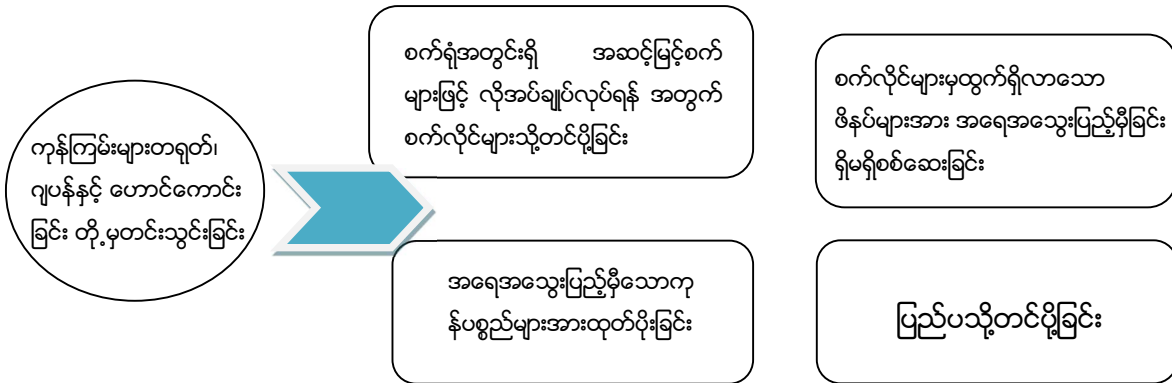 ကုန်ကြမ်းများတရုတ်၊
ဂျပန်နှင့် ဟောင်ကောင်း
ခြင်း တို့မှတင်းသွင်းခြင်း
စက်ရုံအတွင်းရှိ အဆင့်မြင့်စက်
များဖြင့် လိုအပ်ချုပ်လုပ်ရန် အတွက်
စက်လိုင်များသို့တင်ပို့ခြင်း
စက်လိုင်များမှထွက်ရှိလာသော
ဖိနပ်များအား အရေအသွေးပြည့်မှီခြင်း
ရှိမရှိစစ်ဆေးခြင်း
အရေအသွေးပြည့်မှီသောကု
န်ပစ္စည်များအားထုတ်ပိုးခြင်း
ပြည်ပသို့တင်ပို့ခြင်း